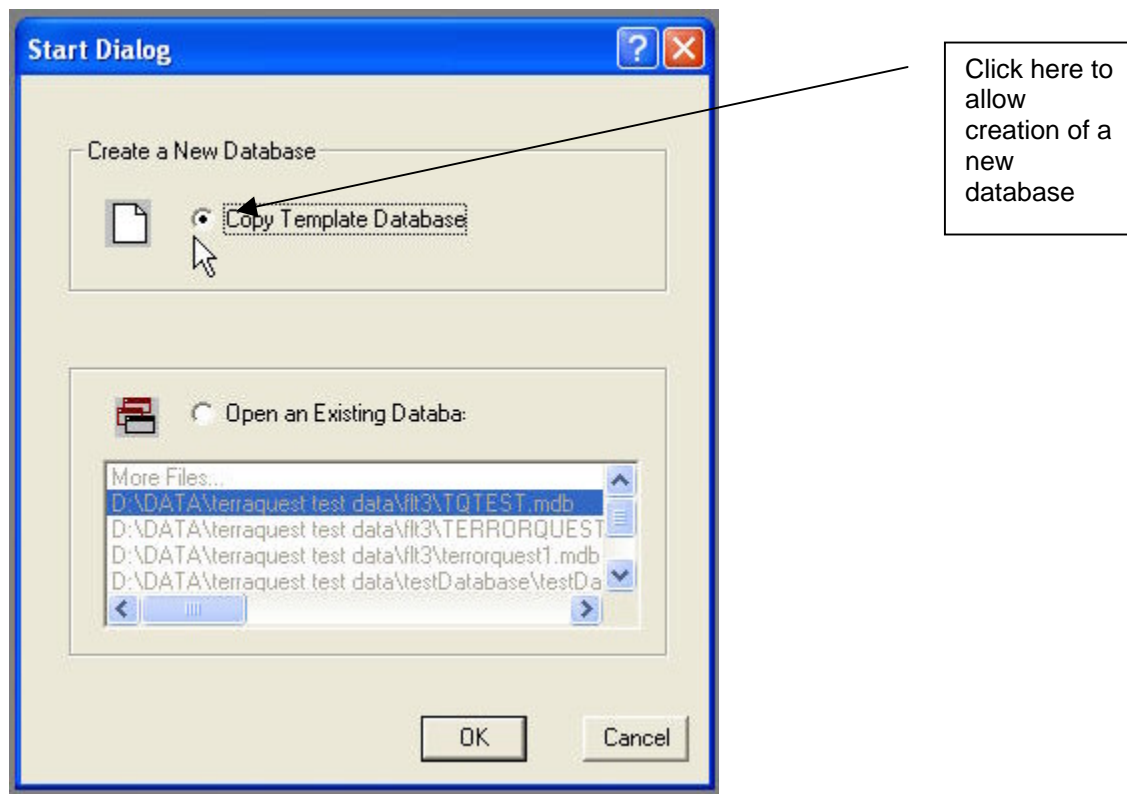 Start Dialog
Create a New Database
Copy Template Database
Open an Existing Databa
More Files...
D:\DATA\terraquest test data\flt3\TQTEST.mdb
D:\DATA\terraquest test data\flt3\TERRORQUEST
D:\DATA\terraquest test data\flt3\terrorquest1.mdb
D:\DATA\terraquest test data\testDatabase\testDa
OK
Cancel
Click here to
allow
creation of a
new
database